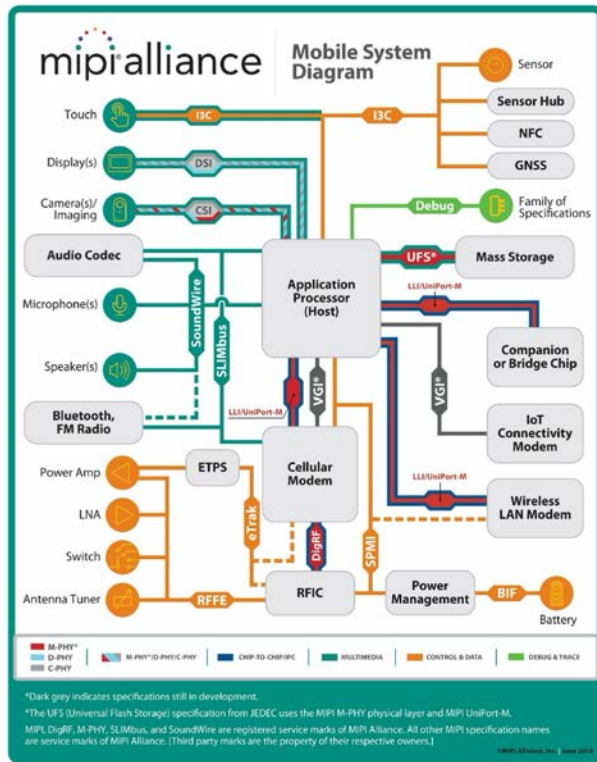 mipi alliance
Mobile System
Diagram
Touch
I3C
I3C
Sensor
Sensor Hub
NFC
GNSS
Display(s)
DSI
Camera(s)/
Imaging
CSI
Debug
Family of
Specifications
Audio Codec
SoundWire
SLIMbus
Application
Processor
(Host)
UFS*
Mass Storage
LLI/UniPort-M
Microphone(s)
Speaker(s)
Companion
or Bridge Chip
LLI/UniPort-M
VGI*
VGI*
Bluetooth,
FM Radio
Cellular
Modem
IoT
Connectivity
Modem
LLI/UniPort-M
Power Amp
ETPS
Wireless
LAN Modem
LNA
eTrak
DigRF
SPMI
Switch
Antenna Tuner
RFFE
RFIC
Power
Management
BIF
Battery
M-PHY*
D-PHY
C-PHY
M-PHY*/D-PHY/C-PHY
CHIP-TO-CHIP/IPC
MULTIMEDIA
CONTROL & DATA
DEBUG & TRACE
*Dark grey indicates specifications still in development.
*The UFS (Universal Flash Storage) specification from JEDEC uses the MIPI M-PHY physical layer and MIPI UniPort-M.
MIPI, DigRF, M-PHY, SLIMbus, and SoundWire are registered service marks of MIPI Alliance. All other MIPI specification names
are service marks of MIPI Alliance. [Third party marks are the property of their respective owners.]
©MIPI Alliance, Inc. | June 2016